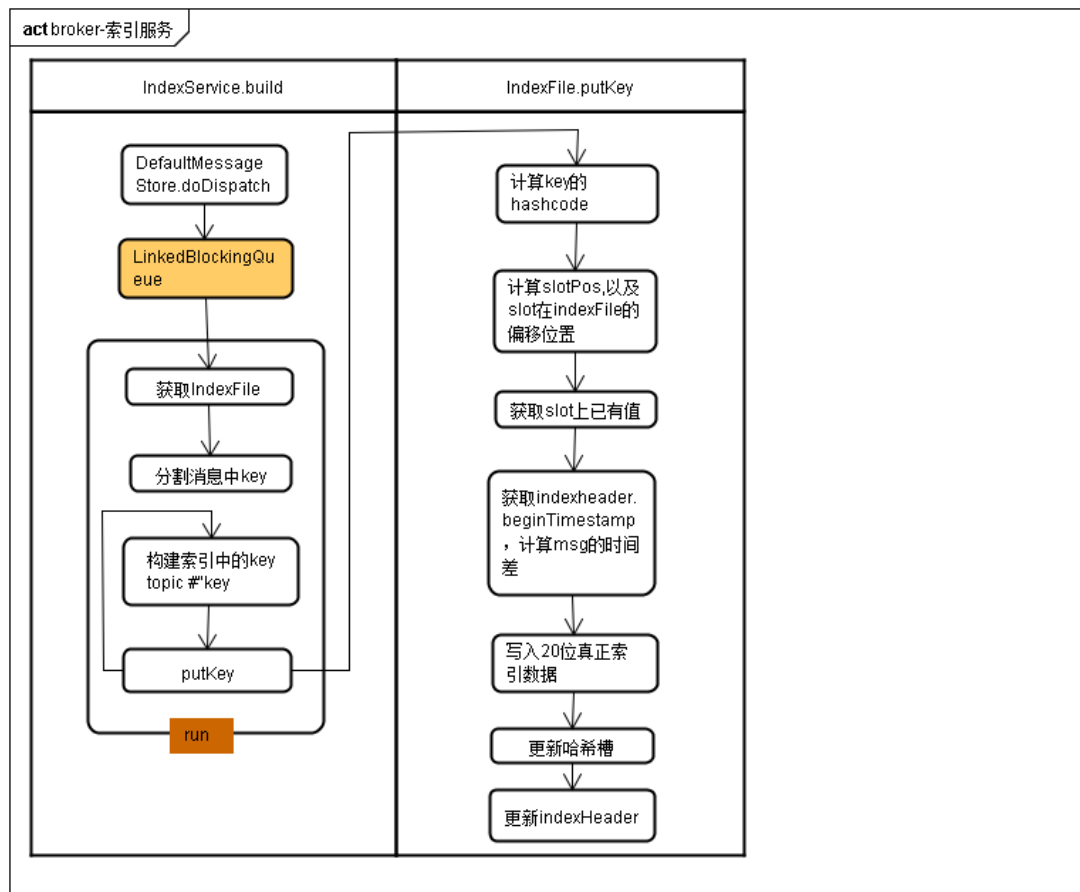 act broker-索引服务
IndexService.build
IndexFile.putKey
DefaultMessage
Store.doDispatch
LinkedBlockingQu
eue
获取IndexFile
分割消息中key
构建索引中的key
topic #"key
putKey
run
计算key的
hashcode
计算slotPos,以及
slot在indexFile的
偏移位置
获取slot上已有值
获取indexheader.
beginTimestamp
，计算msg的时间
差
写入20位真正索
引数据
更新哈希槽
更新indexHeader